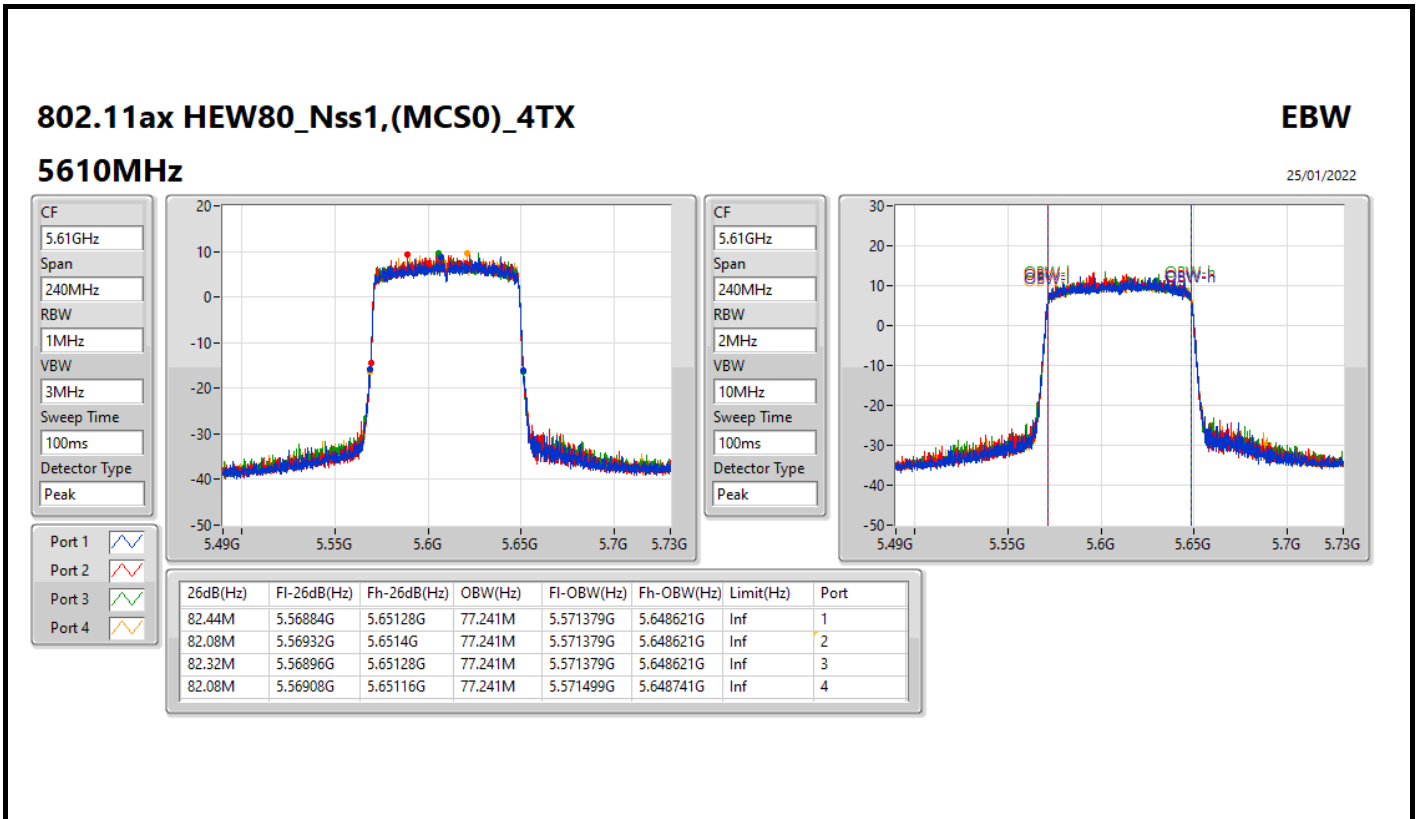 802.11ax HEW80_Nss1,(MCS0)_4TX
EBW
5610MHz
25/01/2022
CF
5.61GHz
Span
240MHz
RBW
1MHz
VBW
3MHz
Sweep Time
100ms
Detector Type
Peak
20
10
0
-10
-20
-30
-40
-50
5.49G 5.55G 5.6G 5.65G 5.7G 5.73G
CF
5.61GHz
Span
240MHz
RBW
2MHz
VBW
10MHz
Sweep Time
100ms
Detector Type
Peak
30
20
10
0
-10
-20
-30
-40
-50
OBW-l OBW-h
5.49G 5.55G 5.6G 5.65G 5.7G 5.73G
Port 1
Port 2
Port 3
Port 4
26dB(Hz) Fl-26dB(Hz) Fh-26dB(Hz) OBW(Hz) Fl-OBW(Hz) Fh-OBW(Hz) Limit(Hz) Port
82.44M 5.56884G 5.65128G 77.241M 5.571379G 5.648621G Inf 1
82.08M 5.56932G 5.6514G 77.241M 5.571379G 5.648621G Inf 2
82.32M 5.56896G 5.65128G 77.241M 5.571379G 5.648621G Inf 3
82.08M 5.56908G 5.65116G 77.241M 5.571499G 5.648741G Inf 4